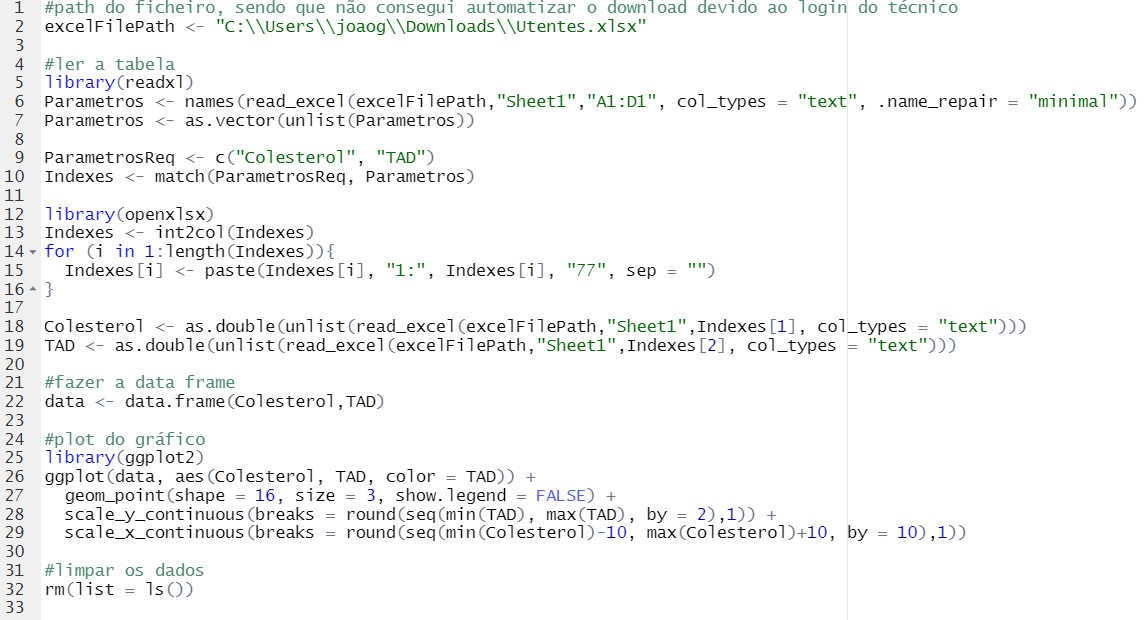 1 #path do ficheiro, sendo que não consegui automatizar o download devido ao login do técnico
2 excelFilePath <- "C:\\Users\\joaog\\Downloads\\Utentes.xlsx"
3
4 #ler a tabela
5 library(readxl)
6 Parametros <- names(read_excel(excelFilePath,"Sheet1","A1:D1", col_types = "text", .name_repair = "minimal"))
7 Parametros <- as.vector(unlist(Parametros))
8
9 ParametrosReq <- c("Colesterol", "TAD")
10 Indexes <- match(ParametrosReq, Parametros)
11
12 library(openxlsx)
13 Indexes <- int2col(Indexes)
14 for (i in 1:length(Indexes)){
15   Indexes[i] <- paste(Indexes[i], "1:", Indexes[i], "77", sep = "")
16 }
17
18 Colesterol <- as.double(unlist(read_excel(excelFilePath,"Sheet1",Indexes[1], col_types = "text")))
19 TAD <- as.double(unlist(read_excel(excelFilePath,"Sheet1",Indexes[2], col_types = "text")))
20
21 #fazer a data frame
22 data <- data.frame(Colesterol,TAD)
23
24 #plot do gráfico
25 library(ggplot2)
26 ggplot(data, aes(Colesterol, TAD, color = TAD)) +
27   geom_point(shape = 16, size = 3, show.legend = FALSE) +
28   scale_y_continuous(breaks = round(seq(min(TAD), max(TAD), by = 2),1)) +
29   scale_x_continuous(breaks = round(seq(min(Colesterol)-10, max(Colesterol)+10, by = 10),1))
30
31 #limpar os dados
32 rm(list = ls())
33